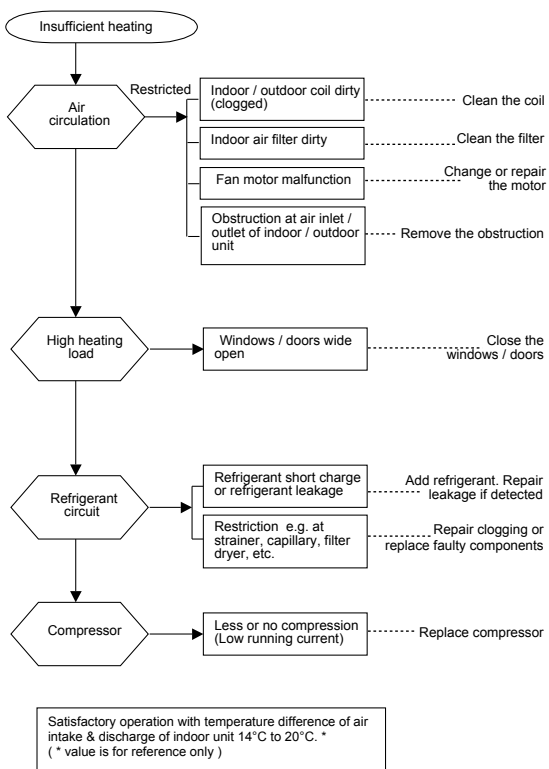 Insufficient heating
Air
circulation
Restricted
Indoor / outdoor coil dirty
(clogged)
Clean the coil
Indoor air filter dirty
Clean the filter
Fan motor malfunction
Change or repair
the motor
Obstruction at air inlet /
outlet of indoor / outdoor
unit
Remove the obstruction
High heating
load
Windows / doors wide
open
Close the
windows / doors
Refrigerant
circuit
Refrigerant short charge
or refrigerant leakage
Add refrigerant. Repair
leakage if detected
Restriction e.g. at
strainer, capillary, filter
dryer, etc.
Repair clogging or
replace faulty components
Compressor
Less or no compression
(Low running current)
Replace compressor
Satisfactory operation with temperature difference of air
intake & discharge of indoor unit 14°C to 20°C. *
( * value is for reference only )